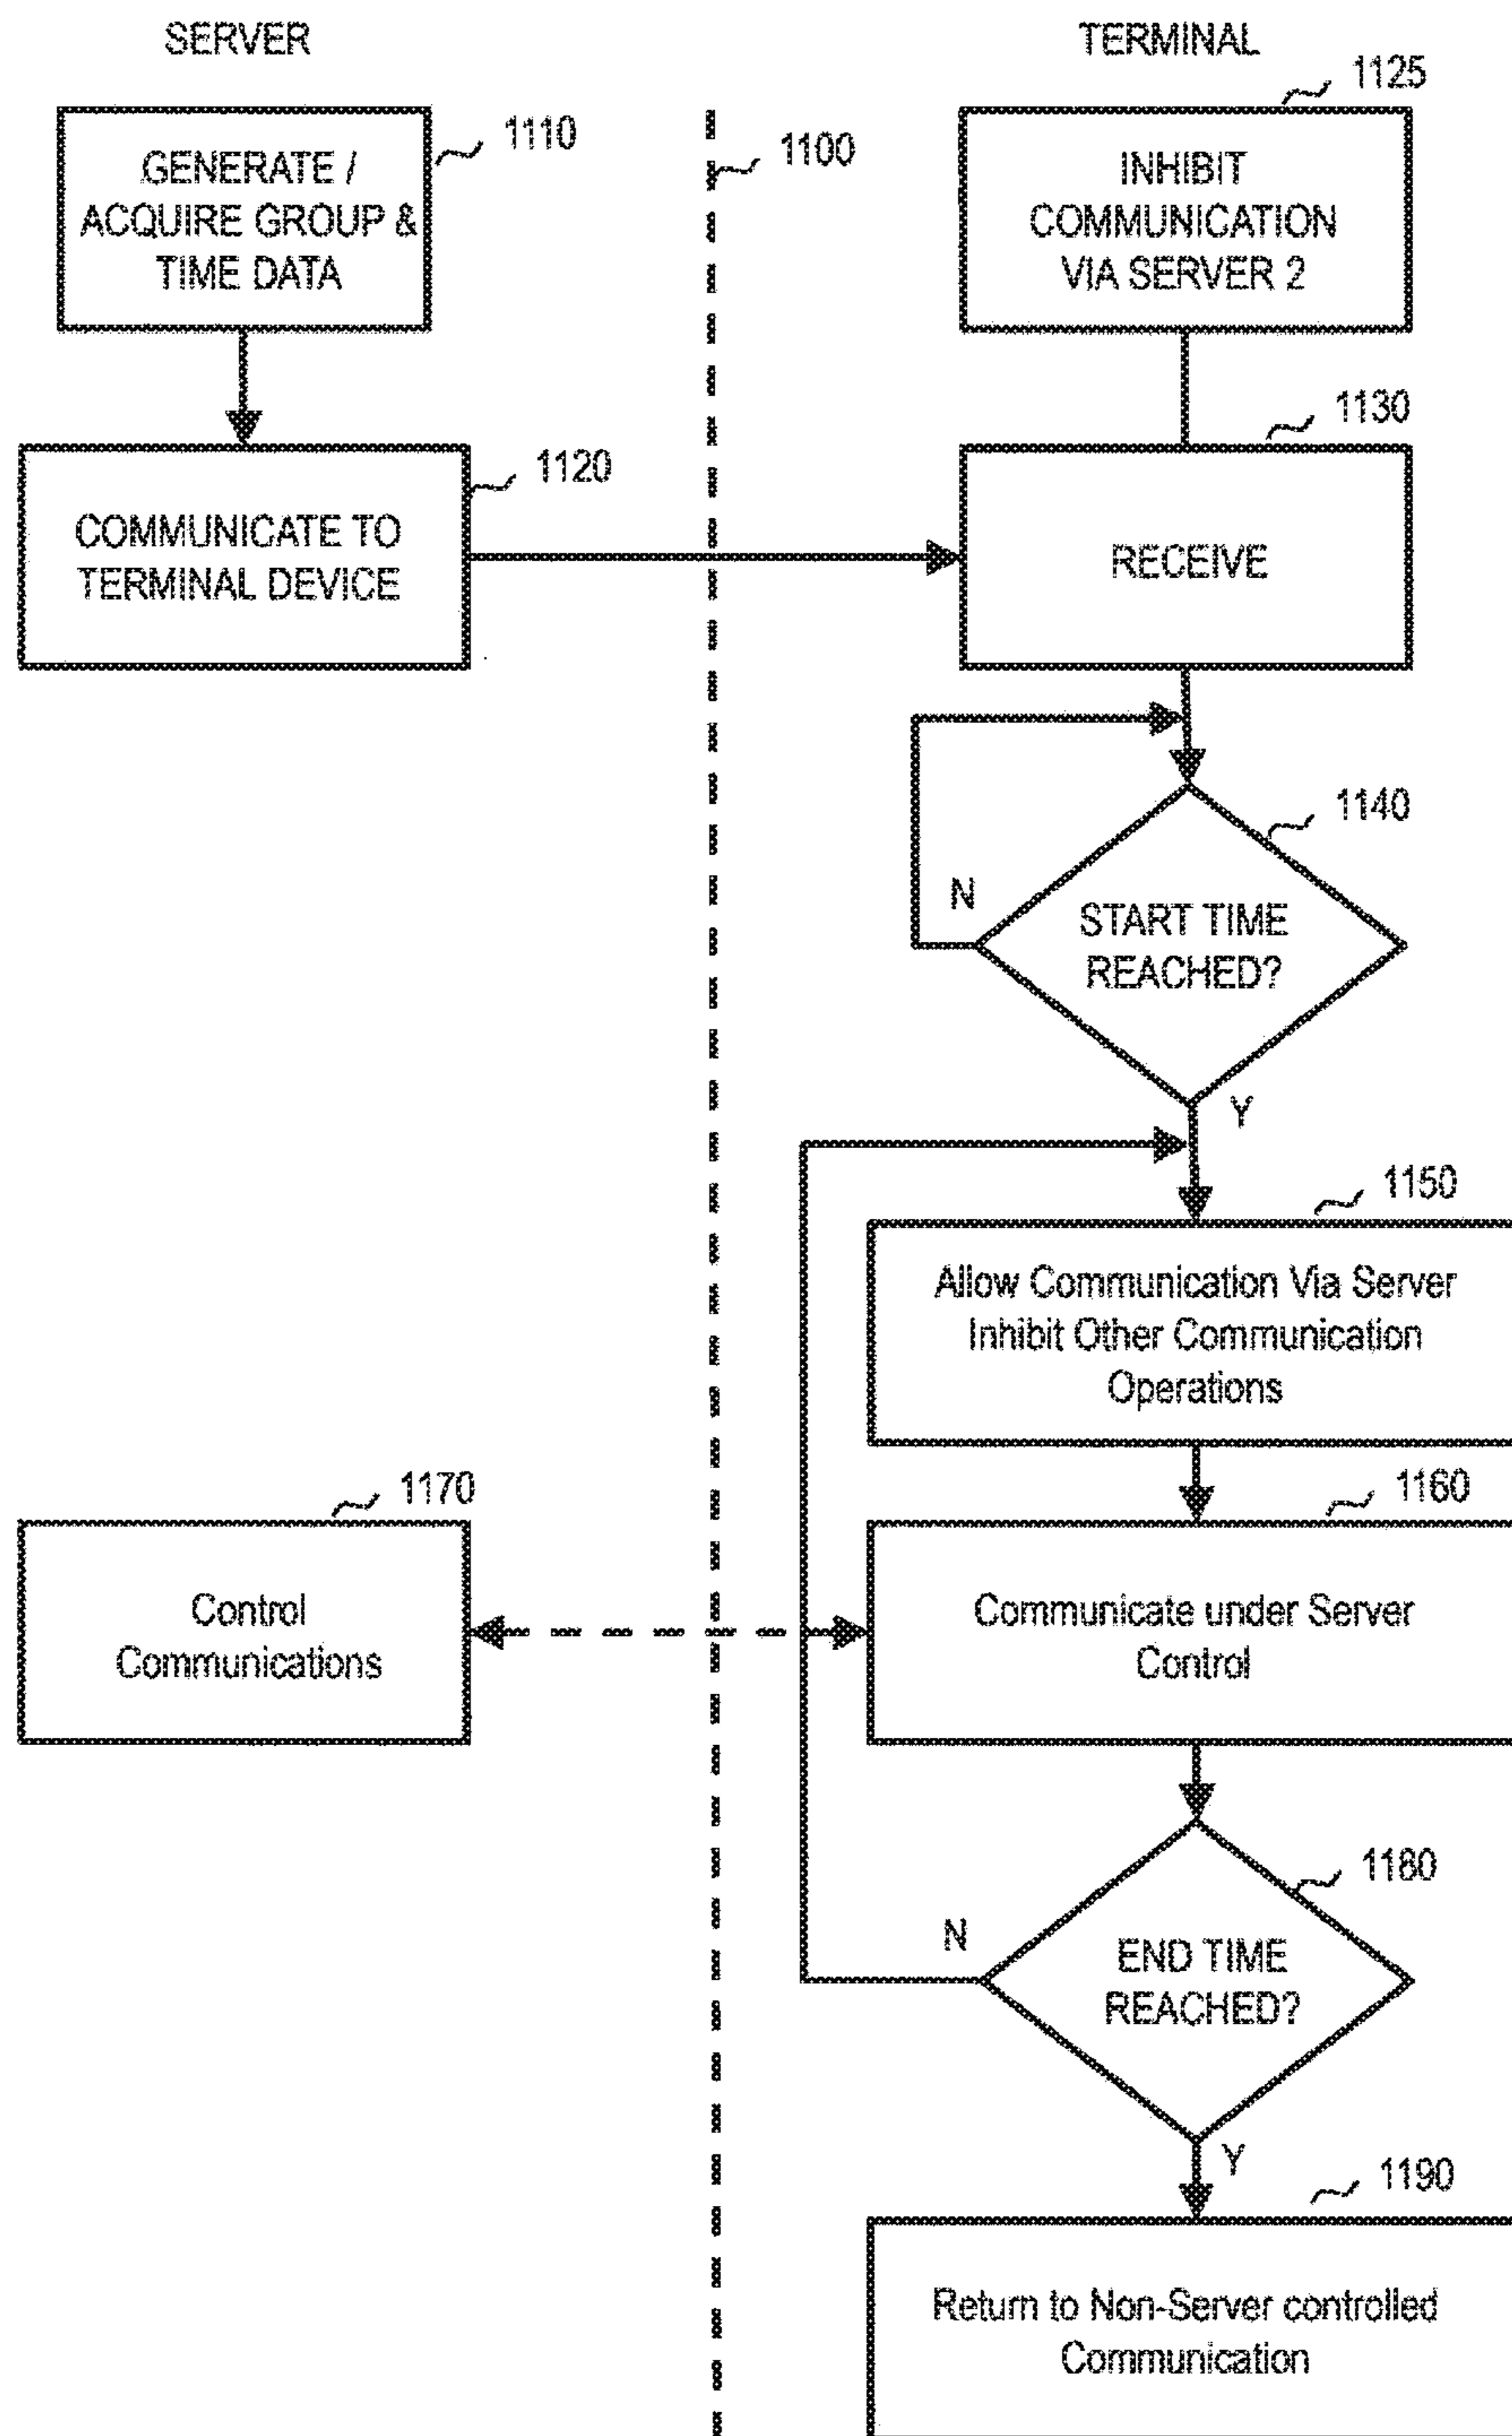 SERVER
TERMINAL
1125
1110
1100
GENERATE /
ACQUIRE GROUP &
TIME DATA
INHIBIT
COMMUNICATION
VIA SERVER 2
1130
1120
COMMUNICATE TO
TERMINAL DEVICE
RECEIVE
1140
N
START TIME
REACHED?
Y
1150
Allow Communication Via Server
Inhibit Other Communication
Operations
1170
1160
Control
Communications
Communicate under Server
Control
1180
N
END TIME
REACHED?
Y
1190
Return to Non-Server controlled
Communication